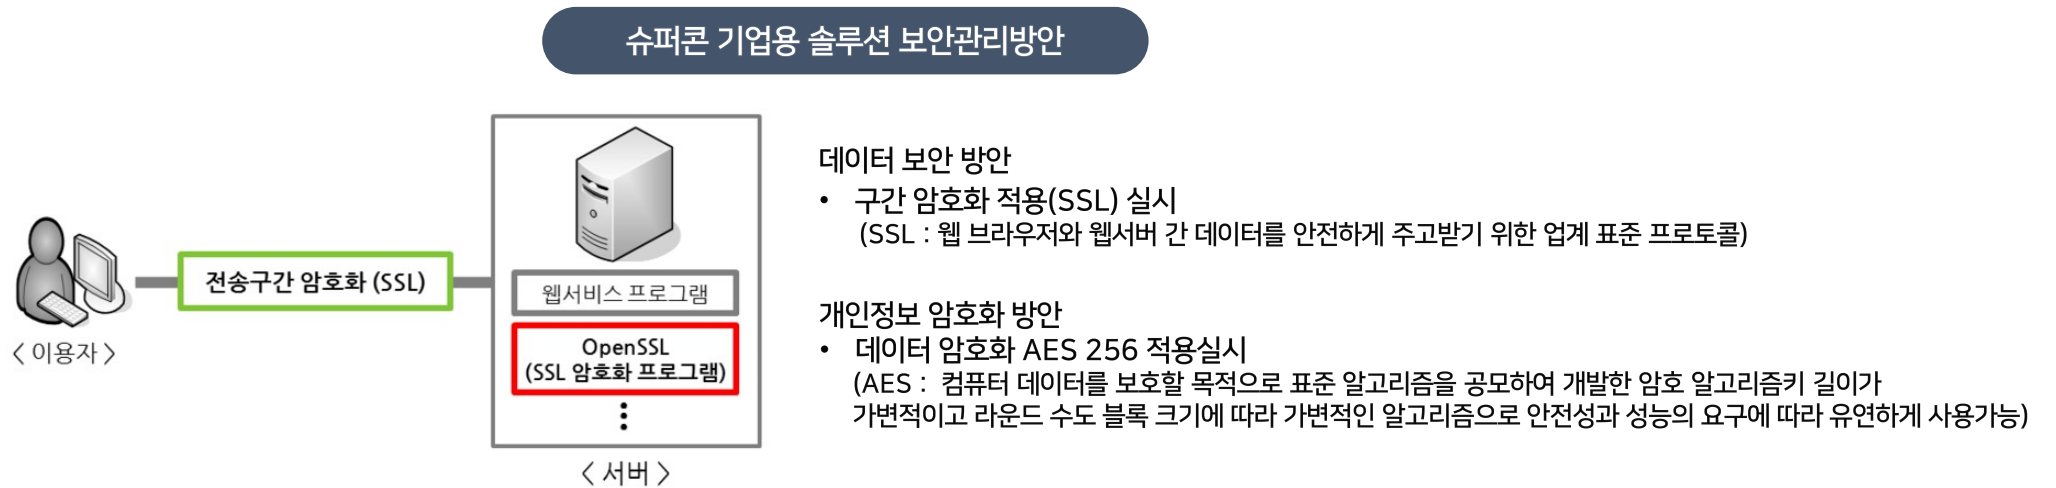 슈퍼콘 기업용 솔루션 보안관리방안
전송구간 암호화 (SSL)
< 이용자 >
웹서비스 프로그램
OpenSSL
(SSL 암호화 프로그램)
< 서버 >
데이터 보안 방안
• 구간 암호화 적용(SSL) 실시
(SSL : 웹 브라우저와 웹서버 간 데이터를 안전하게 주고받기 위한 업계 표준 프로토콜)
개인정보 암호화 방안
• 데이터 암호화 AES 256 적용실시
(AES : 컴퓨터 데이터를 보호할 목적으로 표준 알고리즘을 공모하여 개발한 암호 알고리즘키 길이가
가변적이고 라운드 수도 블록 크기에 따라 가변적인 알고리즘으로 안전성과 성능의 요구에 따라 유연하게 사용가능)